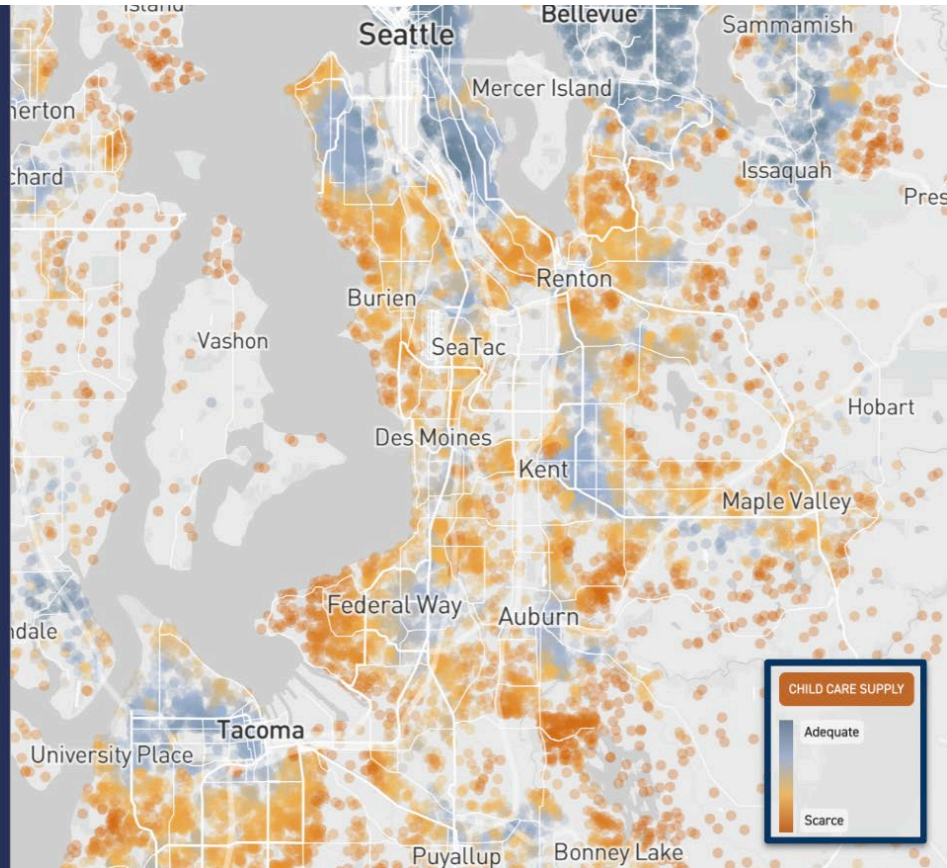 Island
Bellevue
Seattle
Sammamish
Mercer Island
nerton
chard
Issaquah
Pres
Renton
Burien
Vashon
SeaTac
Hobart
Des Moines
Kent
Maple Valley
Federal Way
Auburn
ndale
CHILD CARE SUPPLY
Adequate
Tacoma
University Place
Scarce
Puyallup
Bonney Lake